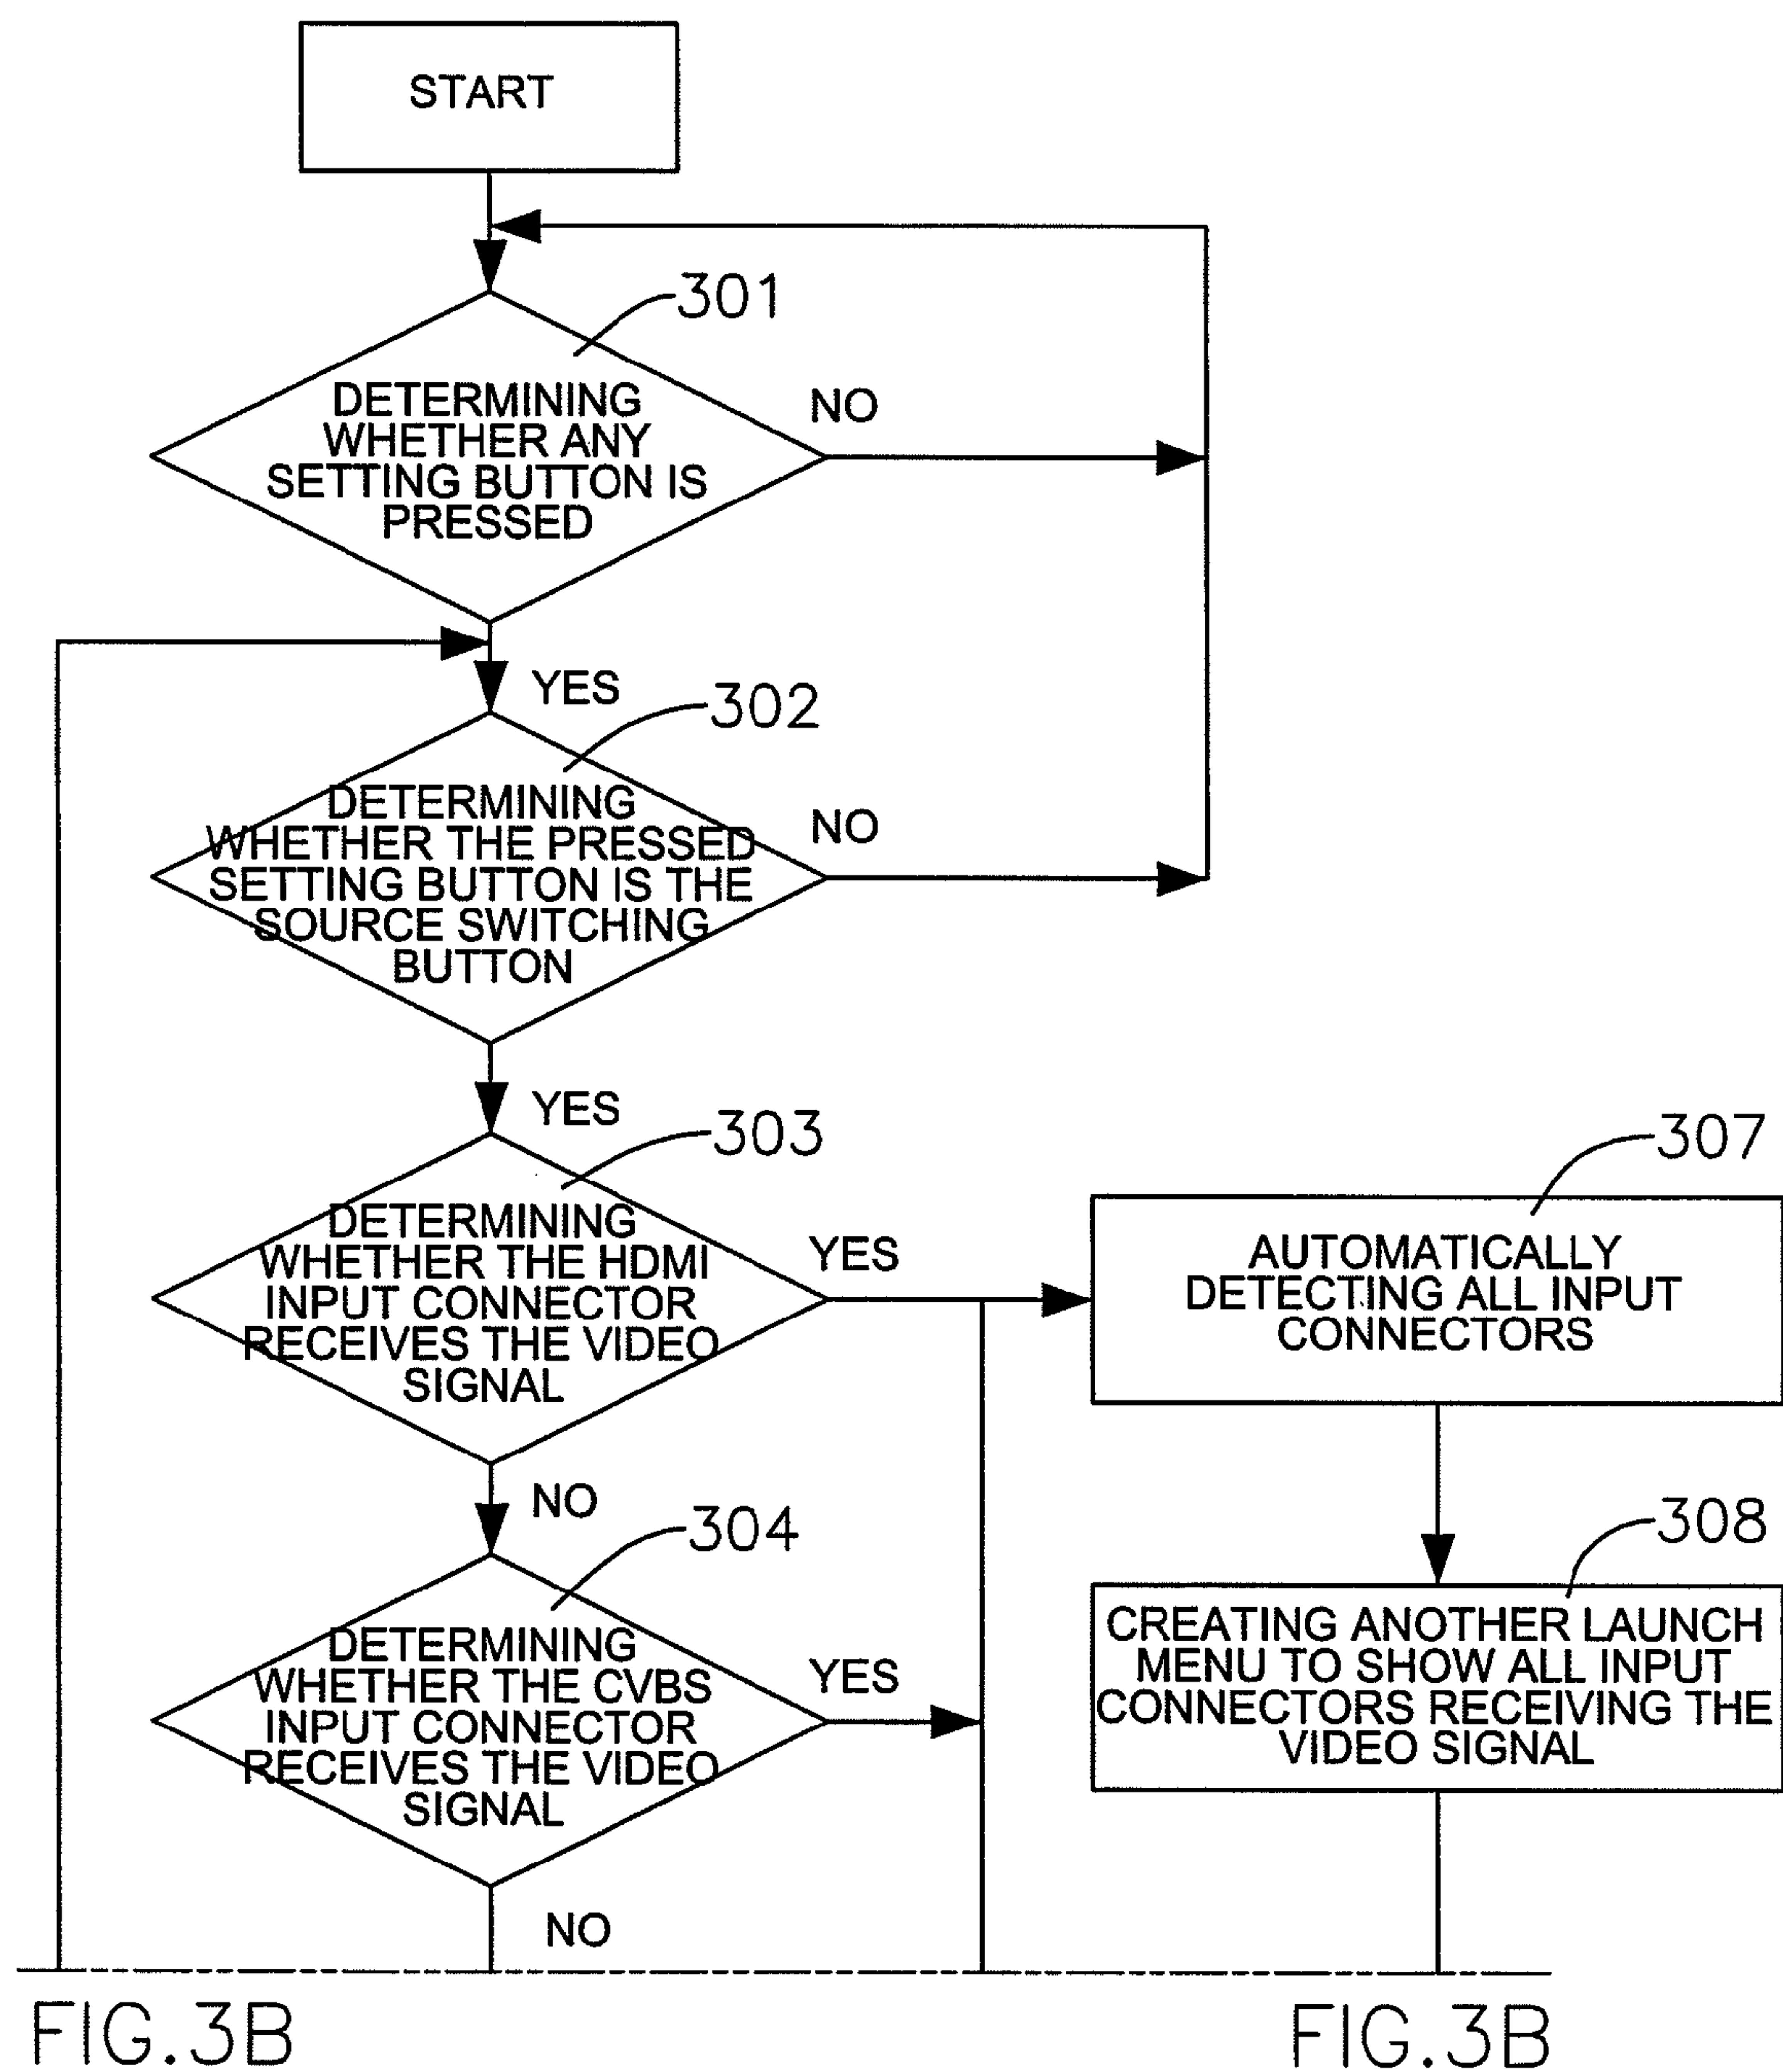 START
301
DETERMINING
WHETHER ANY
SETTING BUTTON IS
PRESSED
NO
YES
302
DETERMINING
WHETHER THE PRESSED
SETTING BUTTON IS THE
SOURCE SWITCHING
BUTTON
NO
YES
303
DETERMINING
WHETHER THE HDMI
INPUT CONNECTOR
RECEIVES THE VIDEO
SIGNAL
YES
307
AUTOMATICALLY
DETECTING ALL INPUT
CONNECTORS
NO
304
DETERMINING
WHETHER THE CVBS
INPUT CONNECTOR
RECEIVES THE VIDEO
SIGNAL
YES
308
CREATING ANOTHER LAUNCH
MENU TO SHOW ALL INPUT
CONNECTORS RECEIVING THE
VIDEO SIGNAL
NO
FIG.3B
FIG.3B